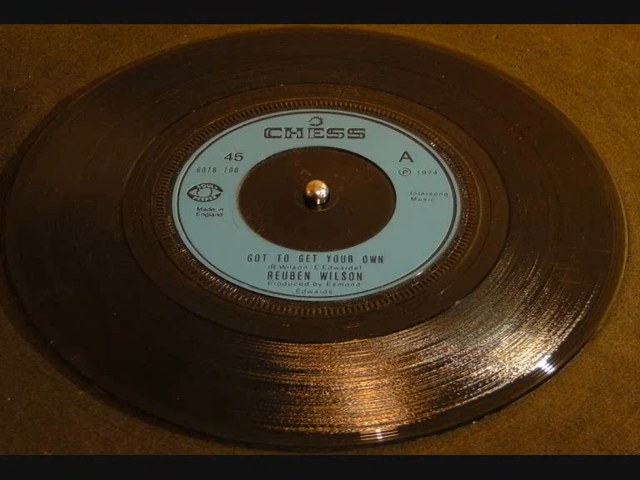 CHESS
45
A
6078 700
℗ 1974
Made in
England
Intersong
Music
GOT TO GET YOUR OWN
(R.Wilson/E.Edwards)
REUBEN WILSON
Produced by Esmond
Edwards